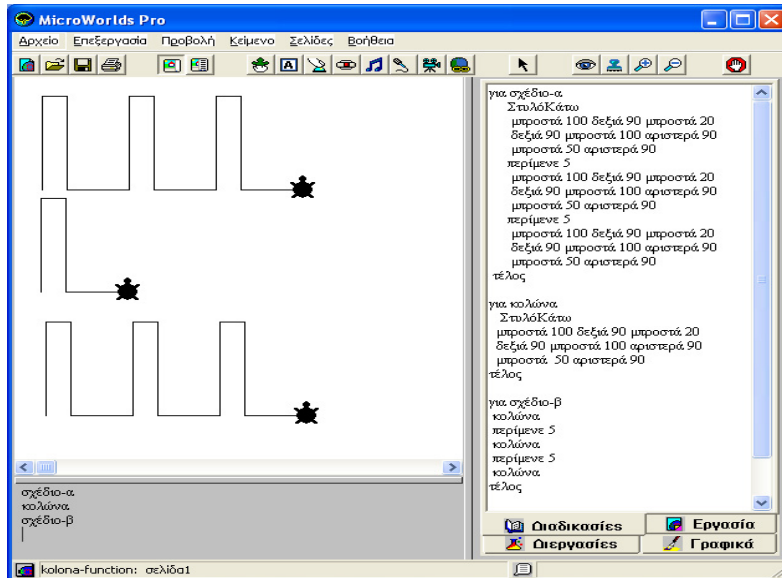 MicroWorlds Pro
Αρχείο Επεξεργασία Προβολή Κείμενο Σελίδες Βοήθεια
για σχέδιο-α
ΣτυλόΚάτω
μπροστά 100 δεξιά 90 μπροστά 20
δεξιά 90 μπροστά 100 αριστερά 90
μπροστά 50 αριστερά 90
περίμενε 5
μπροστά 100 δεξιά 90 μπροστά 20
δεξιά 90 μπροστά 100 αριστερά 90
μπροστά 50 αριστερά 90
περίμενε 5
μπροστά 100 δεξιά 90 μπροστά 20
δεξιά 90 μπροστά 100 αριστερά 90
μπροστά 50 αριστερά 90
τέλος
για κολώνα
ΣτυλόΚάτω
μπροστά 100 δεξιά 90 μπροστά 20
δεξιά 90 μπροστά 100 αριστερά 90
μπροστά 50 αριστερά 90
τέλος
για σχέδιο-β
κολώνα
περίμενε 5
κολώνα
περίμενε 5
κολώνα
τέλος
σχέδιο-α
κολώνα
σχέδιο-β
Διαδικασίες Εργασία
Διεργασίες Γραφικά
kolona-function: σελίδα1